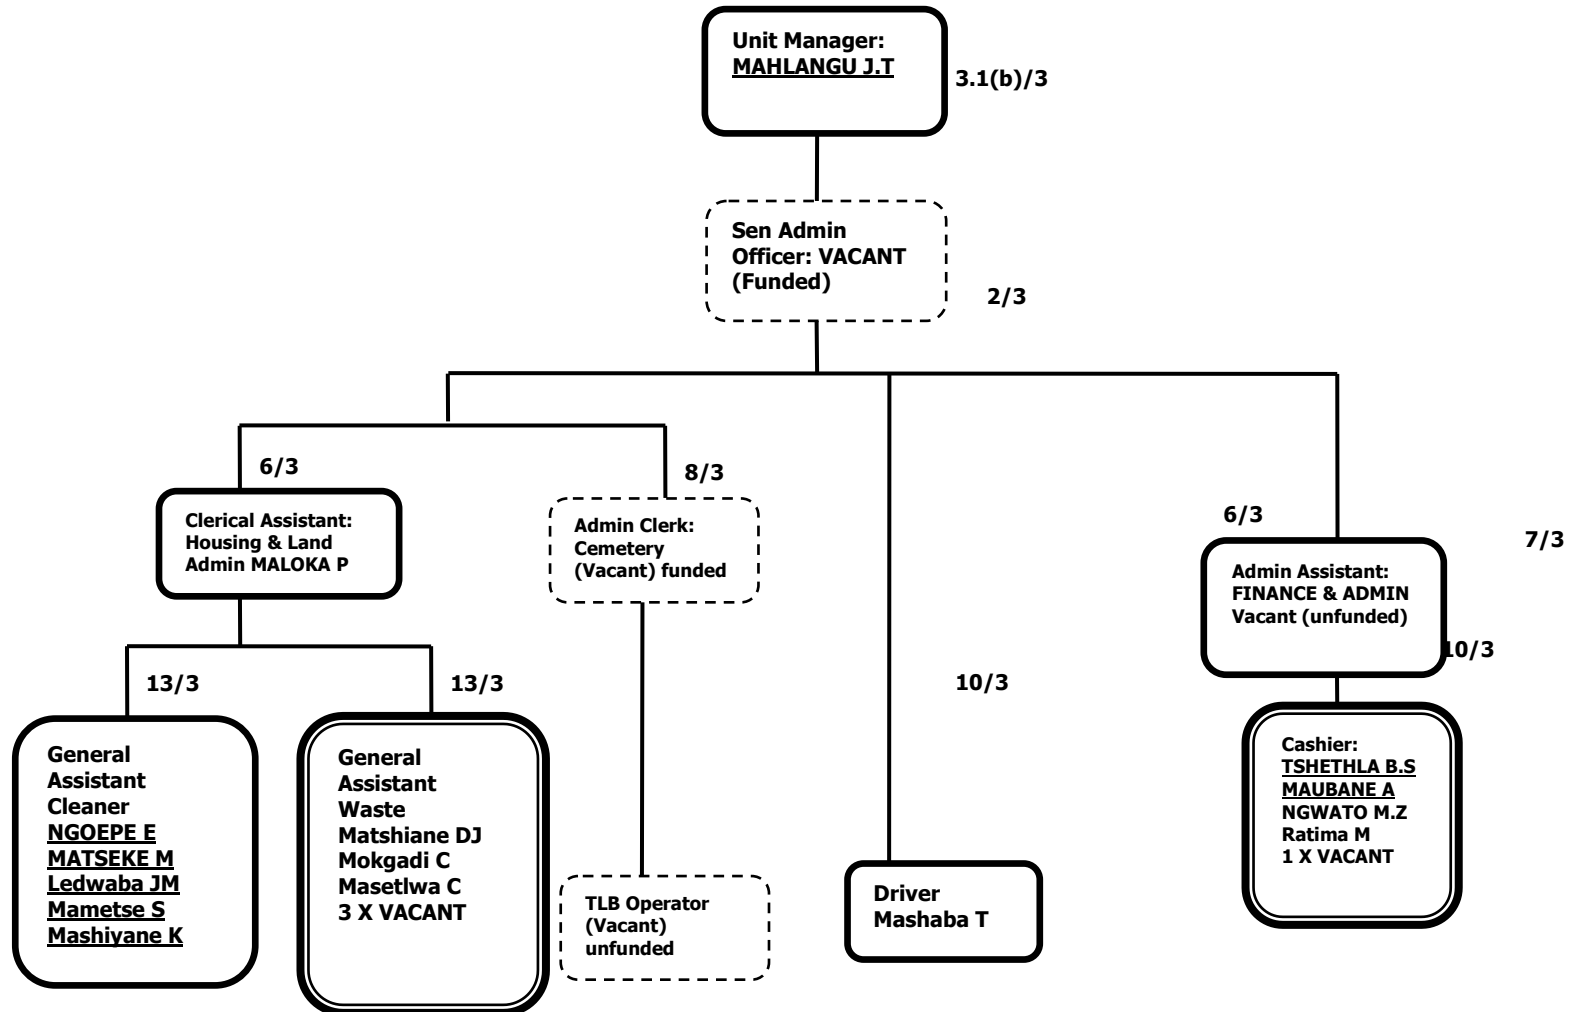 Unit Manager:
MAHLANGU J.T
3.1(b)/3
Sen Admin
Officer: VACANT
(Funded)
2/3
6/3
Clerical Assistant:
Housing & Land
Admin MALOKA P
8/3
Admin Clerk:
Cemetery
(Vacant) funded
6/3
7/3
Admin Assistant:
FINANCE & ADMIN
Vacant (unfunded)
10/3
13/3
General
Assistant
Cleaner
NGOEPE E
MATSEKE M
Ledwaba JM
Mametse S
Mashiyane K
13/3
General
Assistant
Waste
Matshiane DJ
Mokgadi C
Masetlwa C
3 X VACANT
TLB Operator
(Vacant)
unfunded
10/3
Driver
Mashaba T
Cashier:
TSHETHLA B.S
MAUBANE A
NGWATO M.Z
Ratima M
1 X VACANT